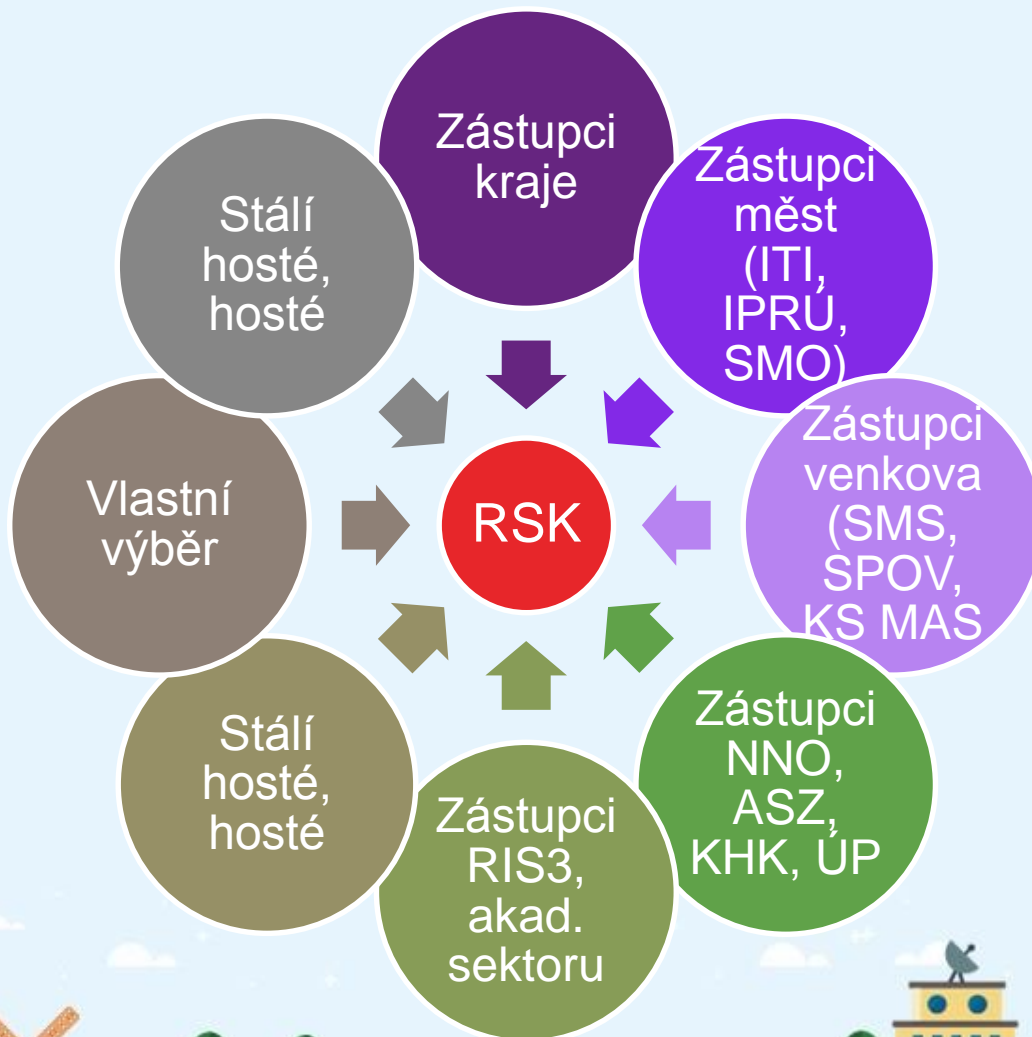 Zástupci
kraje
Zástupci
měst
(ITI,
IPRÚ,
SMO)
Zástupci
venkova
(SMS,
SPOV,
KS MAS
Zástupci
NNO,
ASZ,
KHK, ÚP
Zástupci
RIS3,
akad.
sektoru
Stálí
hosté,
hosté
Vlastní
výběr
Stálí
hosté,
hosté
RSK